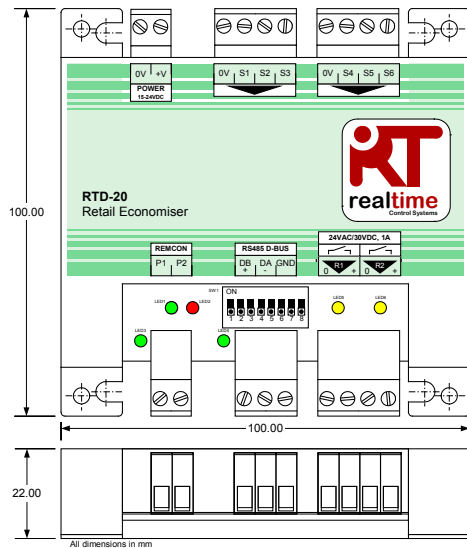 0V +V
POWER
15-24VDC
0V S1 S2 S3
0V S4 S5 S6
RT
realtime
Control Systems
RTD-20
Retail Economiser
100.00
REMCON
P1 P2
RS485 D-BUS
DB DA GND
+ -
24VAC/30VDC, 1A
R1 R2
0 + 0 +
SW1 ON
1 2 3 4 5 6 7 8
LED1
LED2
LED5
LED6
LED3
LED4
100.00
22.00
All dimensions in mm